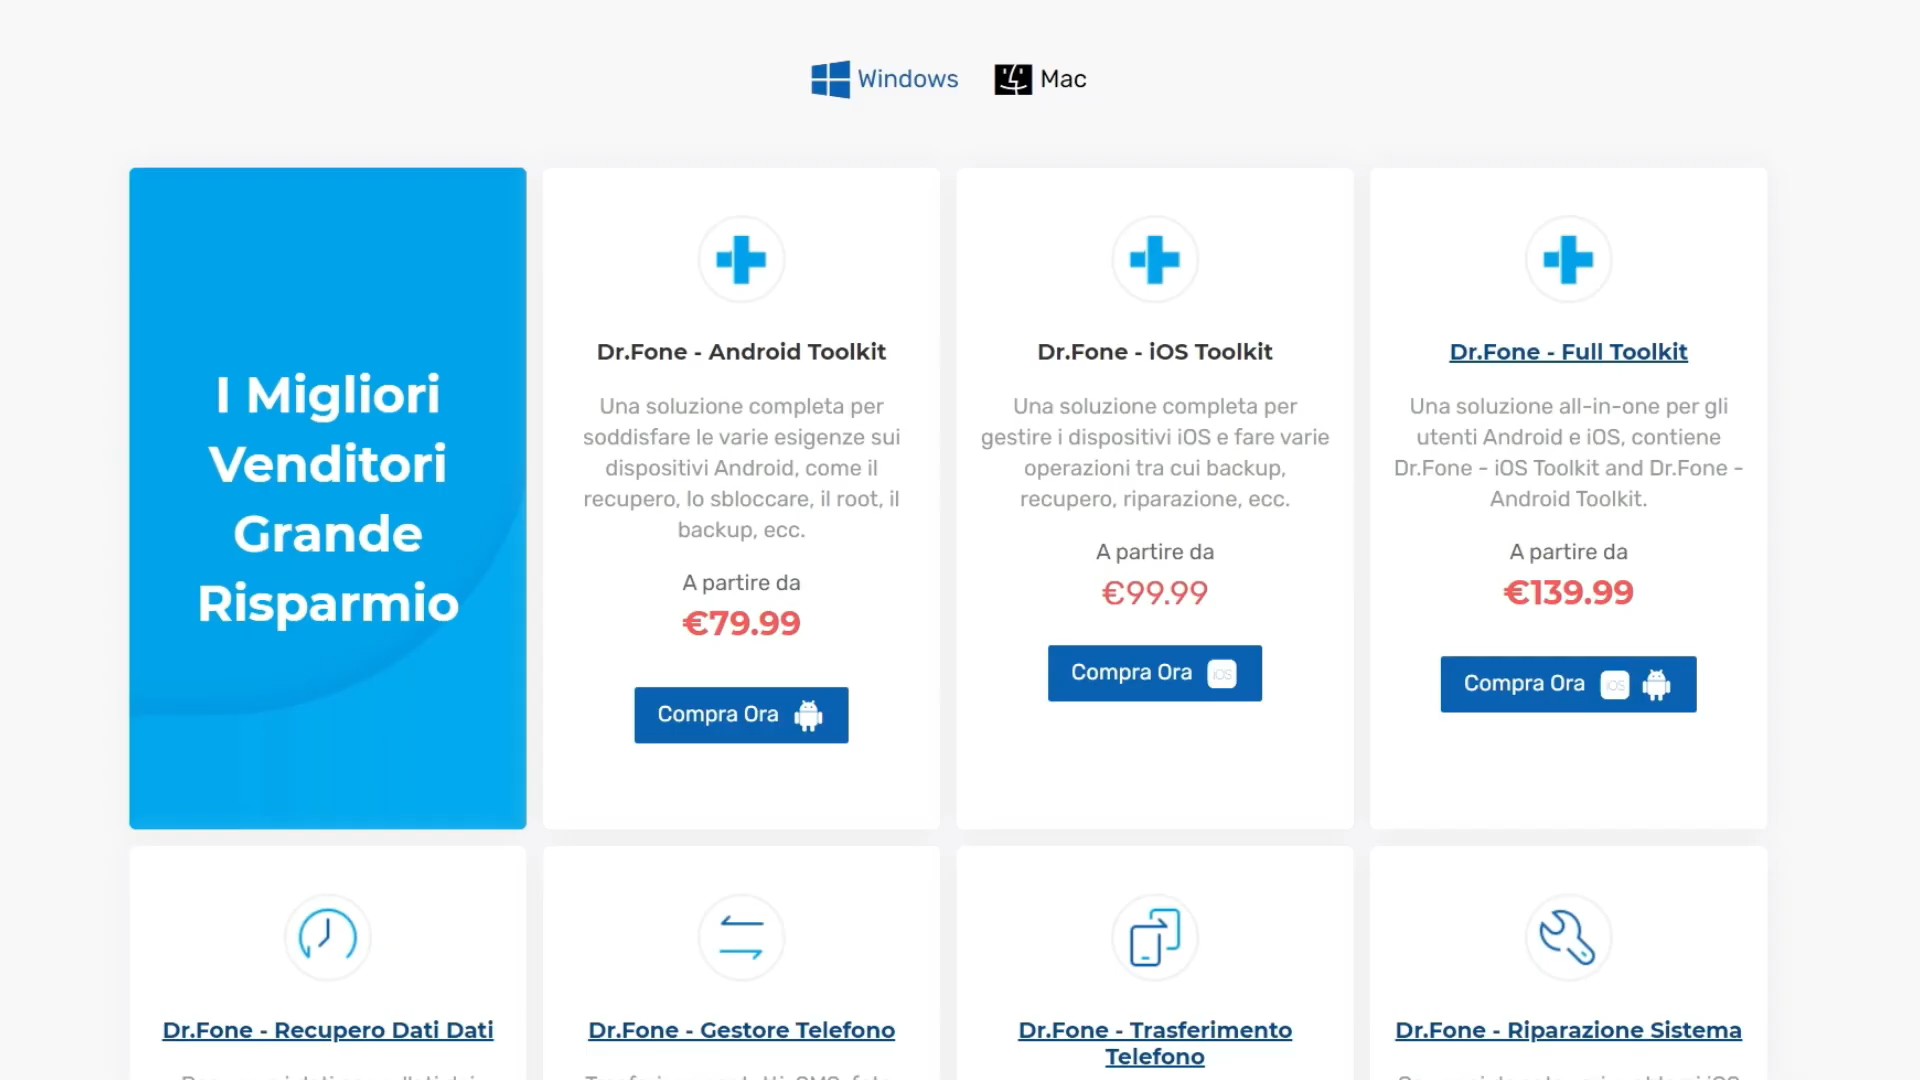 Windows
Mac
I Migliori
Venditori
Grande
Risparmio
Dr.Fone - Android Toolkit
Una soluzione completa per
soddisfare le varie esigenze sui
dispositivi Android, come il
recupero, lo sbloccare, il root, il
backup, ecc.
A partire da
€79.99
Compra Ora
Dr.Fone - iOS Toolkit
Una soluzione completa per
gestire i dispositivi iOS e fare varie
operazioni tra cui backup,
recupero, riparazione, ecc.
A partire da
€99.99
Compra Ora iOS
Dr.Fone - Full Toolkit
Una soluzione all-in-one per gli
utenti Android e iOS, contiene
Dr.Fone - iOS Toolkit and Dr.Fone -
Android Toolkit.
A partire da
€139.99
Compra Ora iOS
Dr.Fone - Recupero Dati Dati
Dr.Fone - Gestore Telefono
Dr.Fone - Trasferimento
Telefono
Dr.Fone - Riparazione Sistema